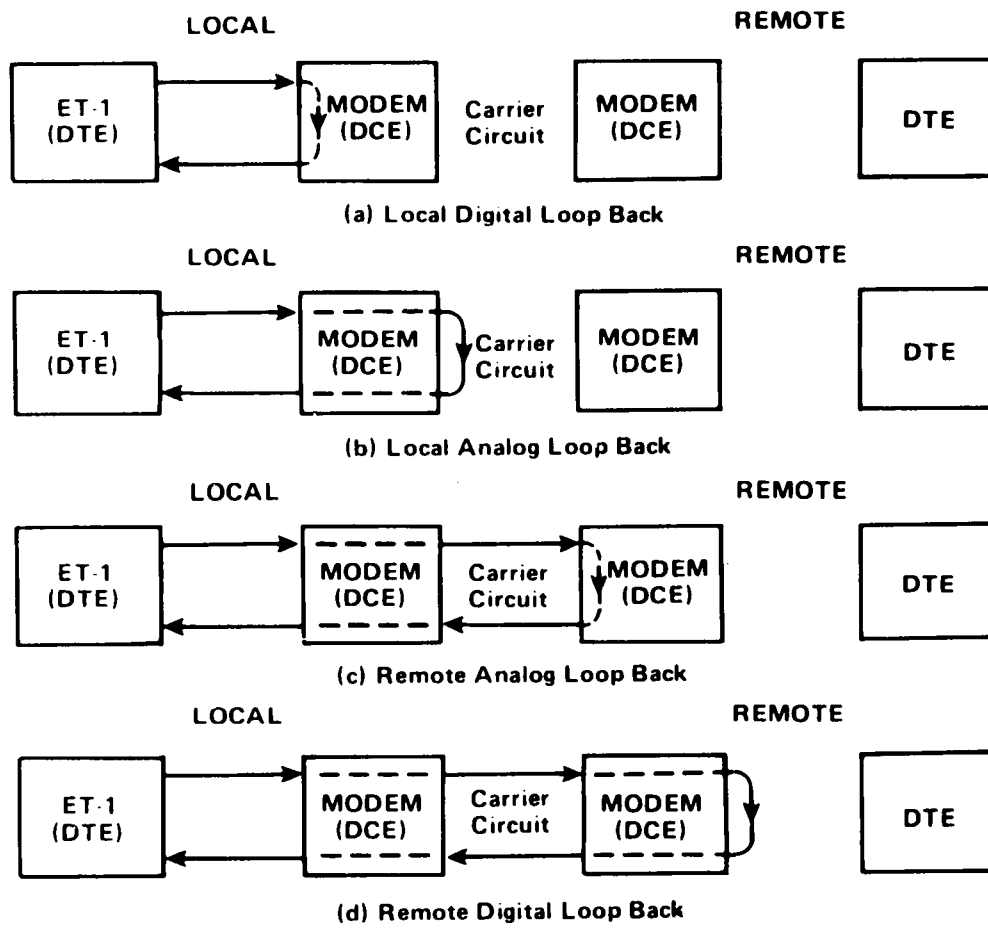 LOCAL REMOTE
ET-1 (DTE) MODEM (DCE) Carrier Circuit MODEM (DCE) DTE
(a) Local Digital Loop Back
LOCAL REMOTE
ET-1 (DTE) MODEM (DCE) Carrier Circuit MODEM (DCE) DTE
(b) Local Analog Loop Back
LOCAL REMOTE
ET-1 (DTE) MODEM (DCE) Carrier Circuit MODEM (DCE) DTE
(c) Remote Analog Loop Back
LOCAL REMOTE
ET-1 (DTE) MODEM (DCE) Carrier Circuit MODEM (DCE) DTE
(d) Remote Digital Loop Back